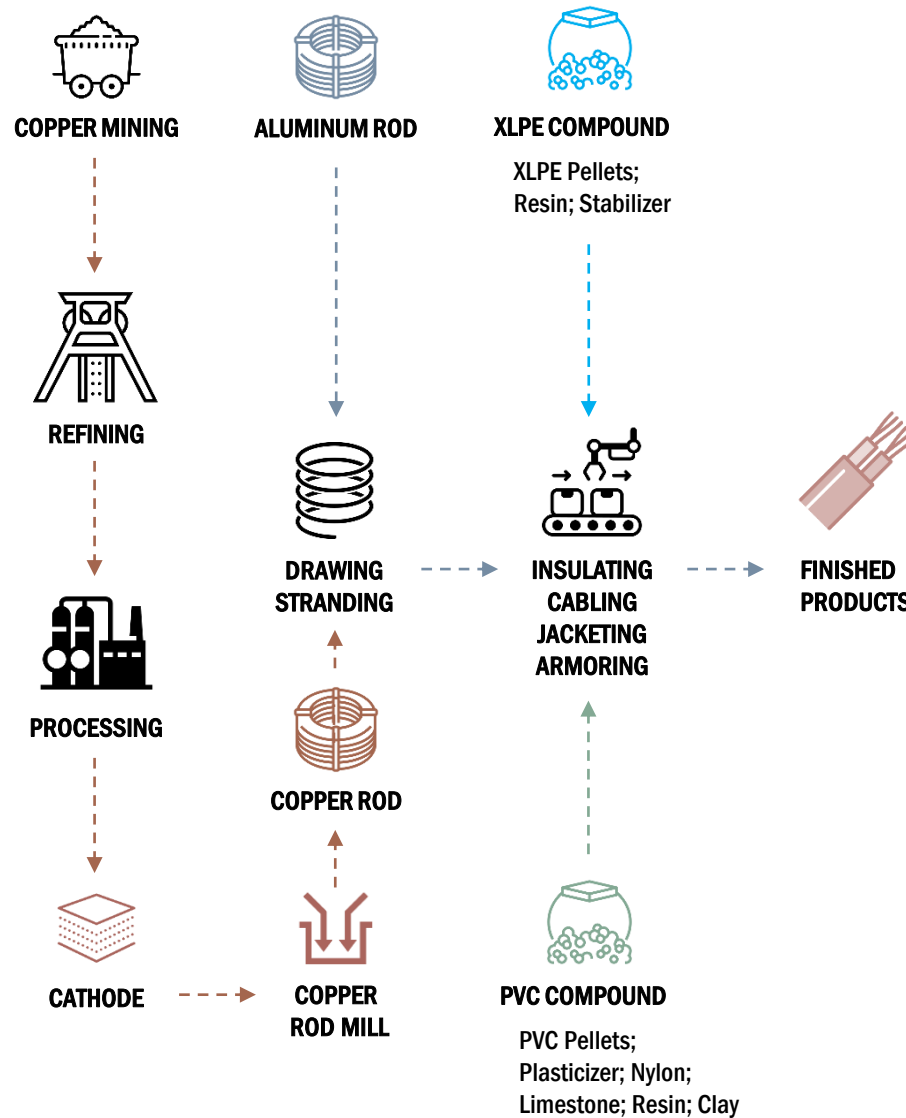 COPPER MINING
ALUMINUM ROD
XLPE COMPOUND
XLPE Pellets;
Resin; Stabilizer
REFINING
DRAWING
STRANDING
INSULATING
CABLING
JACKETING
ARMORING
FINISHED
PRODUCTS
PROCESSING
COPPER ROD
CATHODE
COPPER
ROD MILL
PVC COMPOUND
PVC Pellets;
Plasticizer; Nylon;
Limestone; Resin; Clay